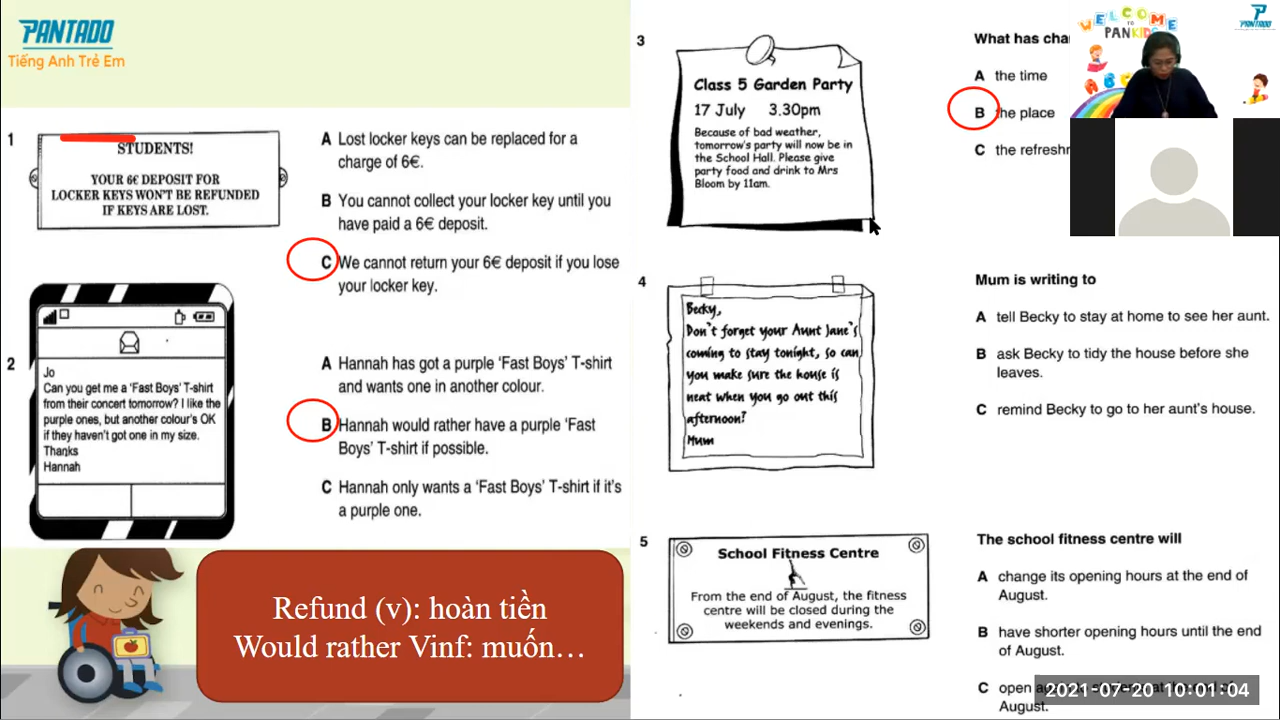 PANTADO
Tiếng Anh Trẻ Em
1
STUDENTS!
YOUR 6€ DEPOSIT FOR
LOCKER KEYS WON'T BE REFUNDED
IF KEYS ARE LOST.
A Lost locker keys can be replaced for a
charge of 6€.
B You cannot collect your locker key until you
have paid a 6€ deposit.
C We cannot return your 6€ deposit if you lose
your locker key.
2
Jo
Can you get me a 'Fast Boys' T-shirt
from their concert tomorrow? I like the
purple ones, but another colour's OK
if they haven't got one in my size.
Thanks
Hannah
A Hannah has got a purple 'Fast Boys' T-shirt
and wants one in another colour.
B Hannah would rather have a purple 'Fast
Boys' T-shirt if possible.
C Hannah only wants a 'Fast Boys' T-shirt if it's
a purple one.
Refund (v): hoàn tiền
Would rather Vinf: muốn…
3
Class 5 Garden Party
17 July 3.30pm
Because of bad weather,
tomorrow's party will now be in
the School Hall. Please give
party food and drink to Mrs
Bloom by 11am.
What has
A the time
B the place
C the
WELCOME
TO
PANKIDS
PANTADO
4
Becky,
Don't forget your Aunt Jane's
coming to stay tonight, so can
you make sure the house is
neat when you go out this
afternoon?
Mum
Mum is writing to
A tell Becky to stay at home to see her aunt.
B ask Becky to tidy the house before she
leaves.
C remind Becky to go to her aunt's house.
5
School Fitness Centre
From the end of August, the fitness
centre will be closed during the
weekends and evenings.
The school fitness centre will
A change its opening hours at the end of
August.
B have shorter opening hours until the end
of August.
C open
August.
2021-07-20 10:01:04